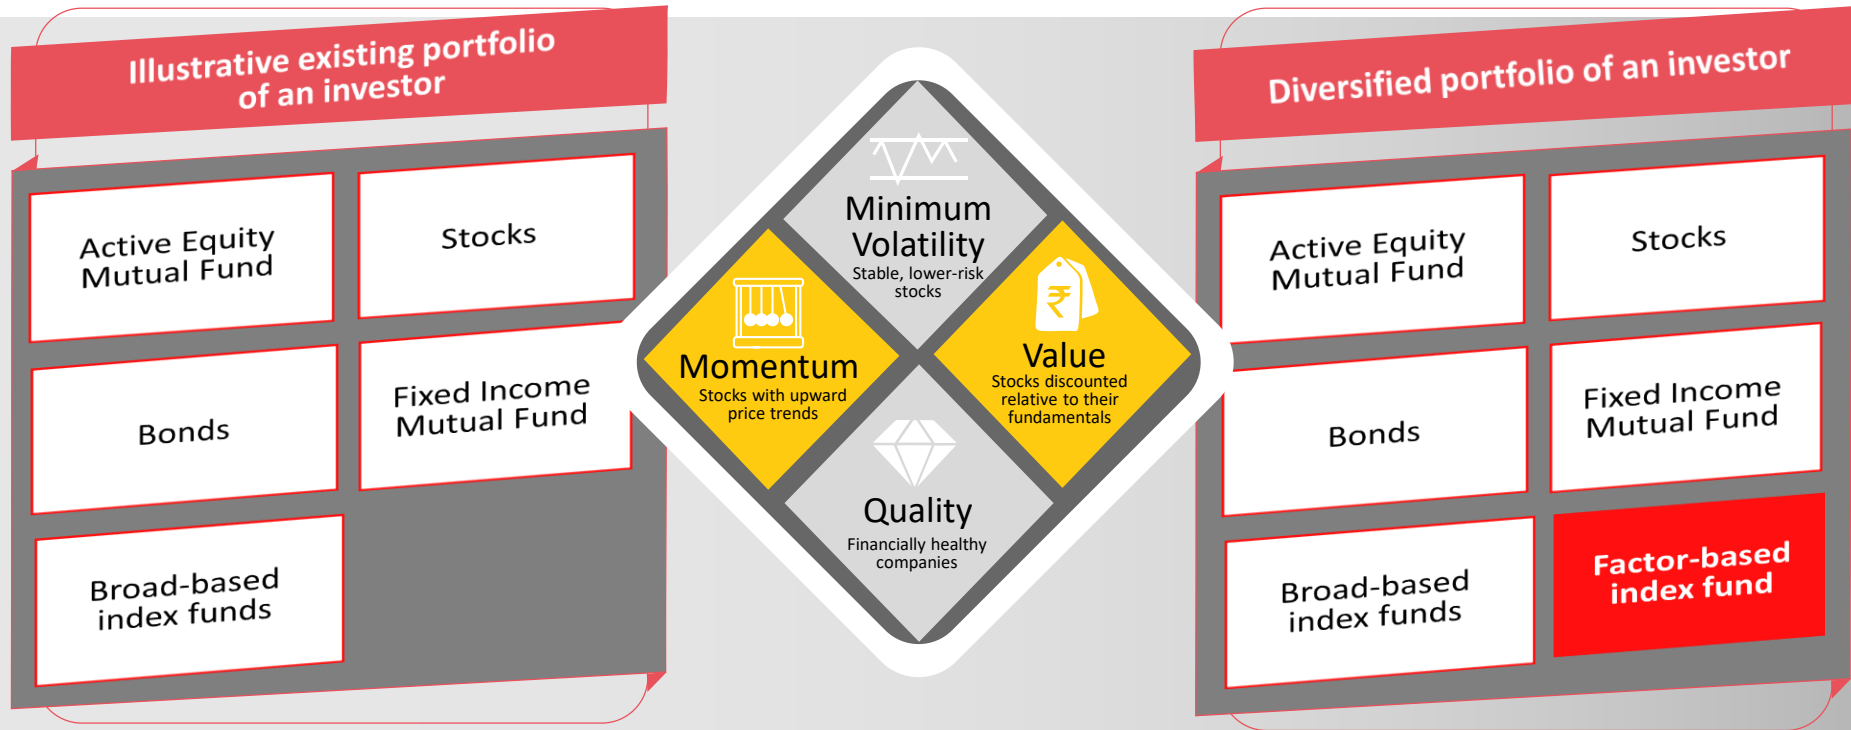 Illustrative existing portfolio
of an investor
Active Equity
Mutual Fund
Stocks
Bonds
Fixed Income
Mutual Fund
Broad-based
index funds
Minimum
Volatility
Stable, lower-risk
stocks
Momentum
Stocks with upward
price trends
₹
Value
Stocks discounted
relative to their
fundamentals
Quality
Financially healthy
companies
Diversified portfolio of an investor
Active Equity
Mutual Fund
Stocks
Bonds
Fixed Income
Mutual Fund
Broad-based
index funds
Factor-based
index fund